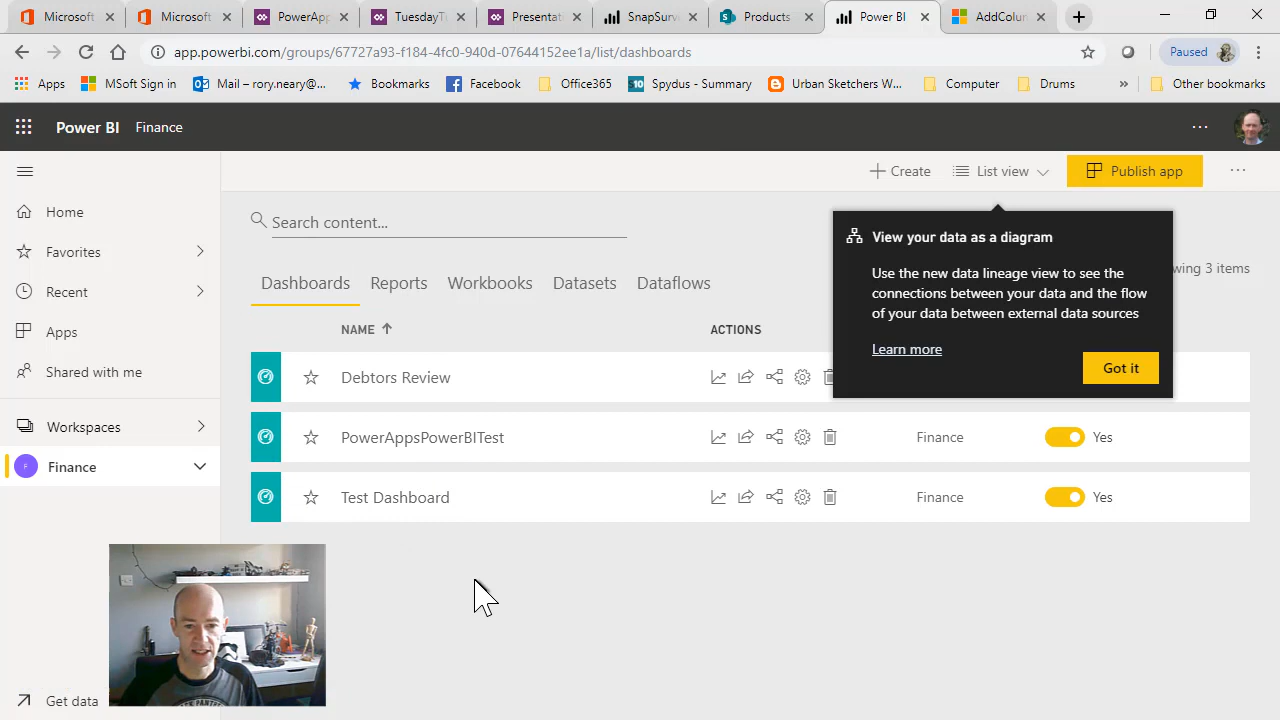 Microsoft
Microsoft
PowerApp
TuesdayT
Presentat
SnapSurv
Producti
Power BI
AddColu
app.powerbi.com/groups/67727a93-f184-4fc0-940d-07644152ee1a/list/dashboards
Paused
Apps
MSoft Sign in
Mail – rory.neary@...
Bookmarks
Facebook
Office365
Spydus - Summary
Urban Sketchers W...
Computer
Drums
»
Other bookmarks
Power BI
Finance
Create
List view
Publish app
Home
Favorites
Recent
Apps
Shared with me
Workspaces
F
Finance
Get data
Search content...
wing 3 items
Dashboards
Reports
Workbooks
Datasets
Dataflows
View your data as a diagram
Use the new data lineage view to see the
connections between your data and the flow
of your data between external data sources
Learn more
Got it
NAME
ACTIONS
Debtors Review
PowerAppsPowerBITest
Finance
Yes
Test Dashboard
Finance
Yes